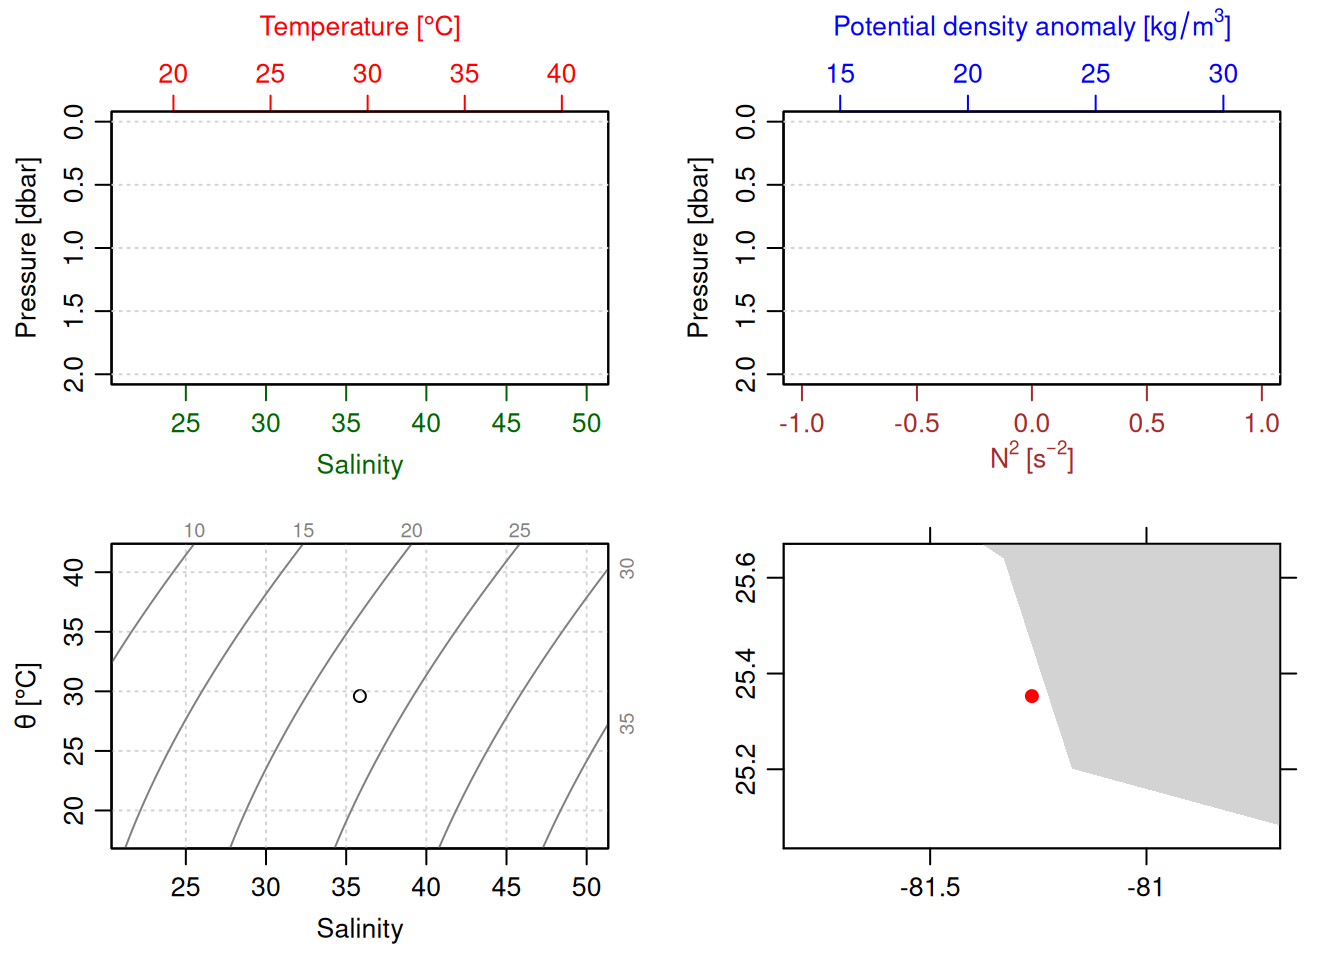 Temperature [°C]
20 25 30 35 40
0.0
0.5
1.0
1.5
2.0
Pressure [dbar]
25 30 35 40 45 50
Salinity
Potential density anomaly [kg/m³]
15 20 25 30
0.0
0.5
1.0
1.5
2.0
Pressure [dbar]
-1.0 -0.5 0.0 0.5 1.0
N² [s⁻²]
10 15 20 25
30
35
40
35
30
25
20
θ [°C]
25 30 35 40 45 50
Salinity
25.6
25.4
25.2
-81.5 -81